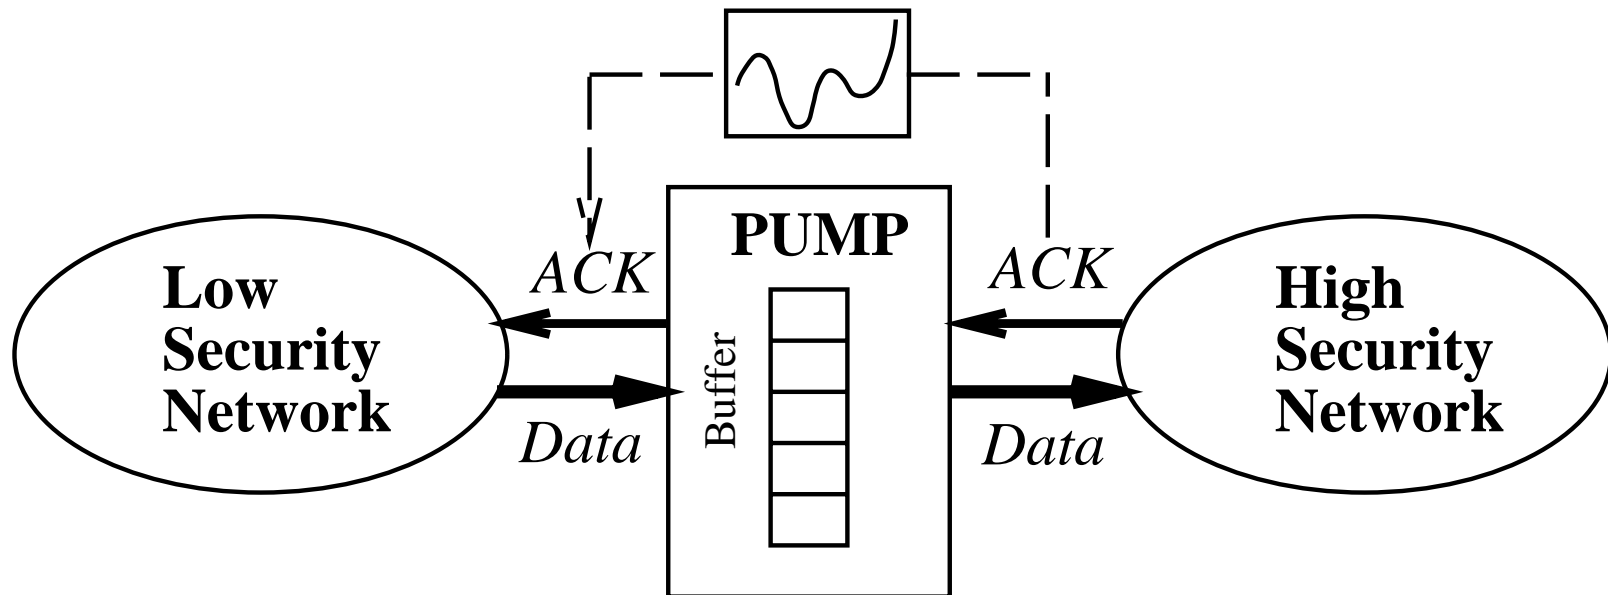 PUMP
ACK
ACK
Low
Security
Network
High
Security
Network
Buffer
Data
Data